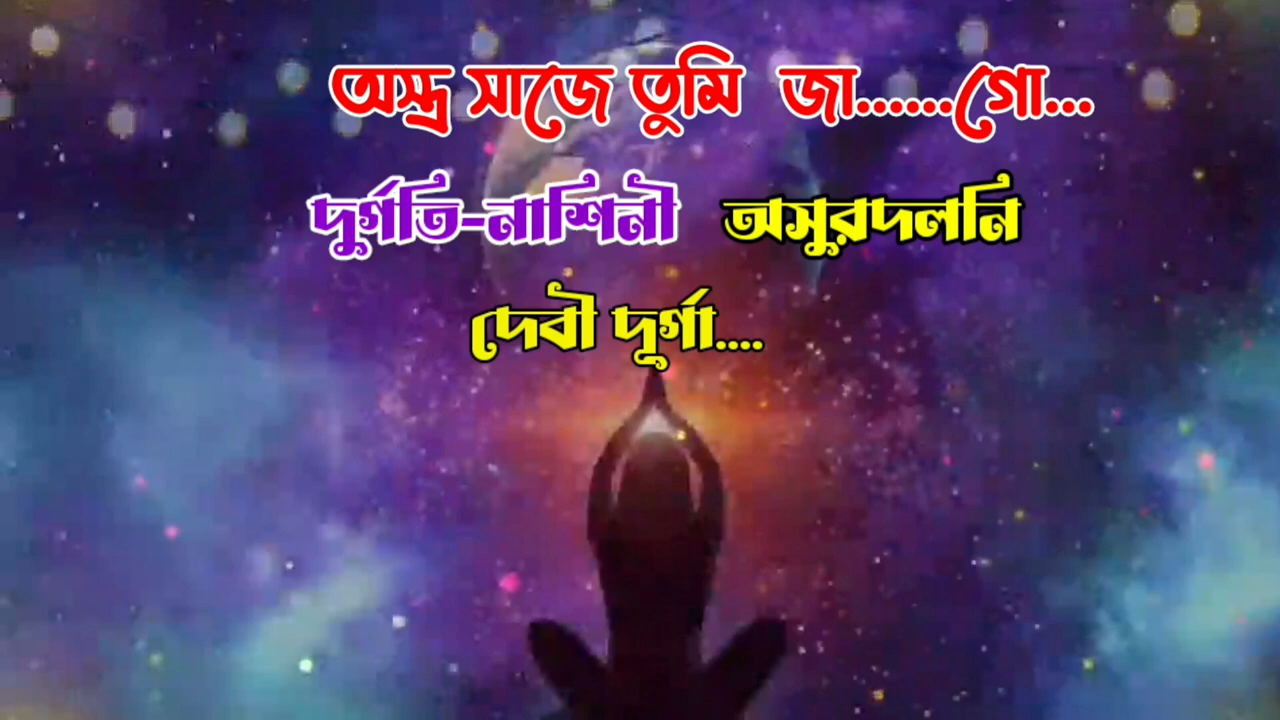 অস্ত্র সাজে তুমি জা......গো...
দুর্গতি-নাশিনী অসুরদলনি
দেবী দূর্গা....